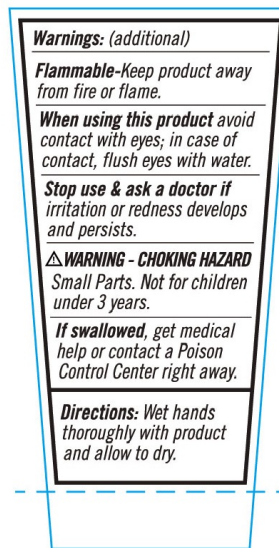 Warnings: (additional)
Flammable-Keep product away
from fire or flame.
When using this product avoid
contact with eyes; in case of
contact, flush eyes with water.
Stop use & ask a doctor if
irritation or redness develops
and persists.
⚠WARNING - CHOKING HAZARD
Small Parts. Not for children
under 3 years.
If swallowed, get medical
help or contact a Poison
Control Center right away.
Directions: Wet hands
thoroughly with product
and allow to dry.